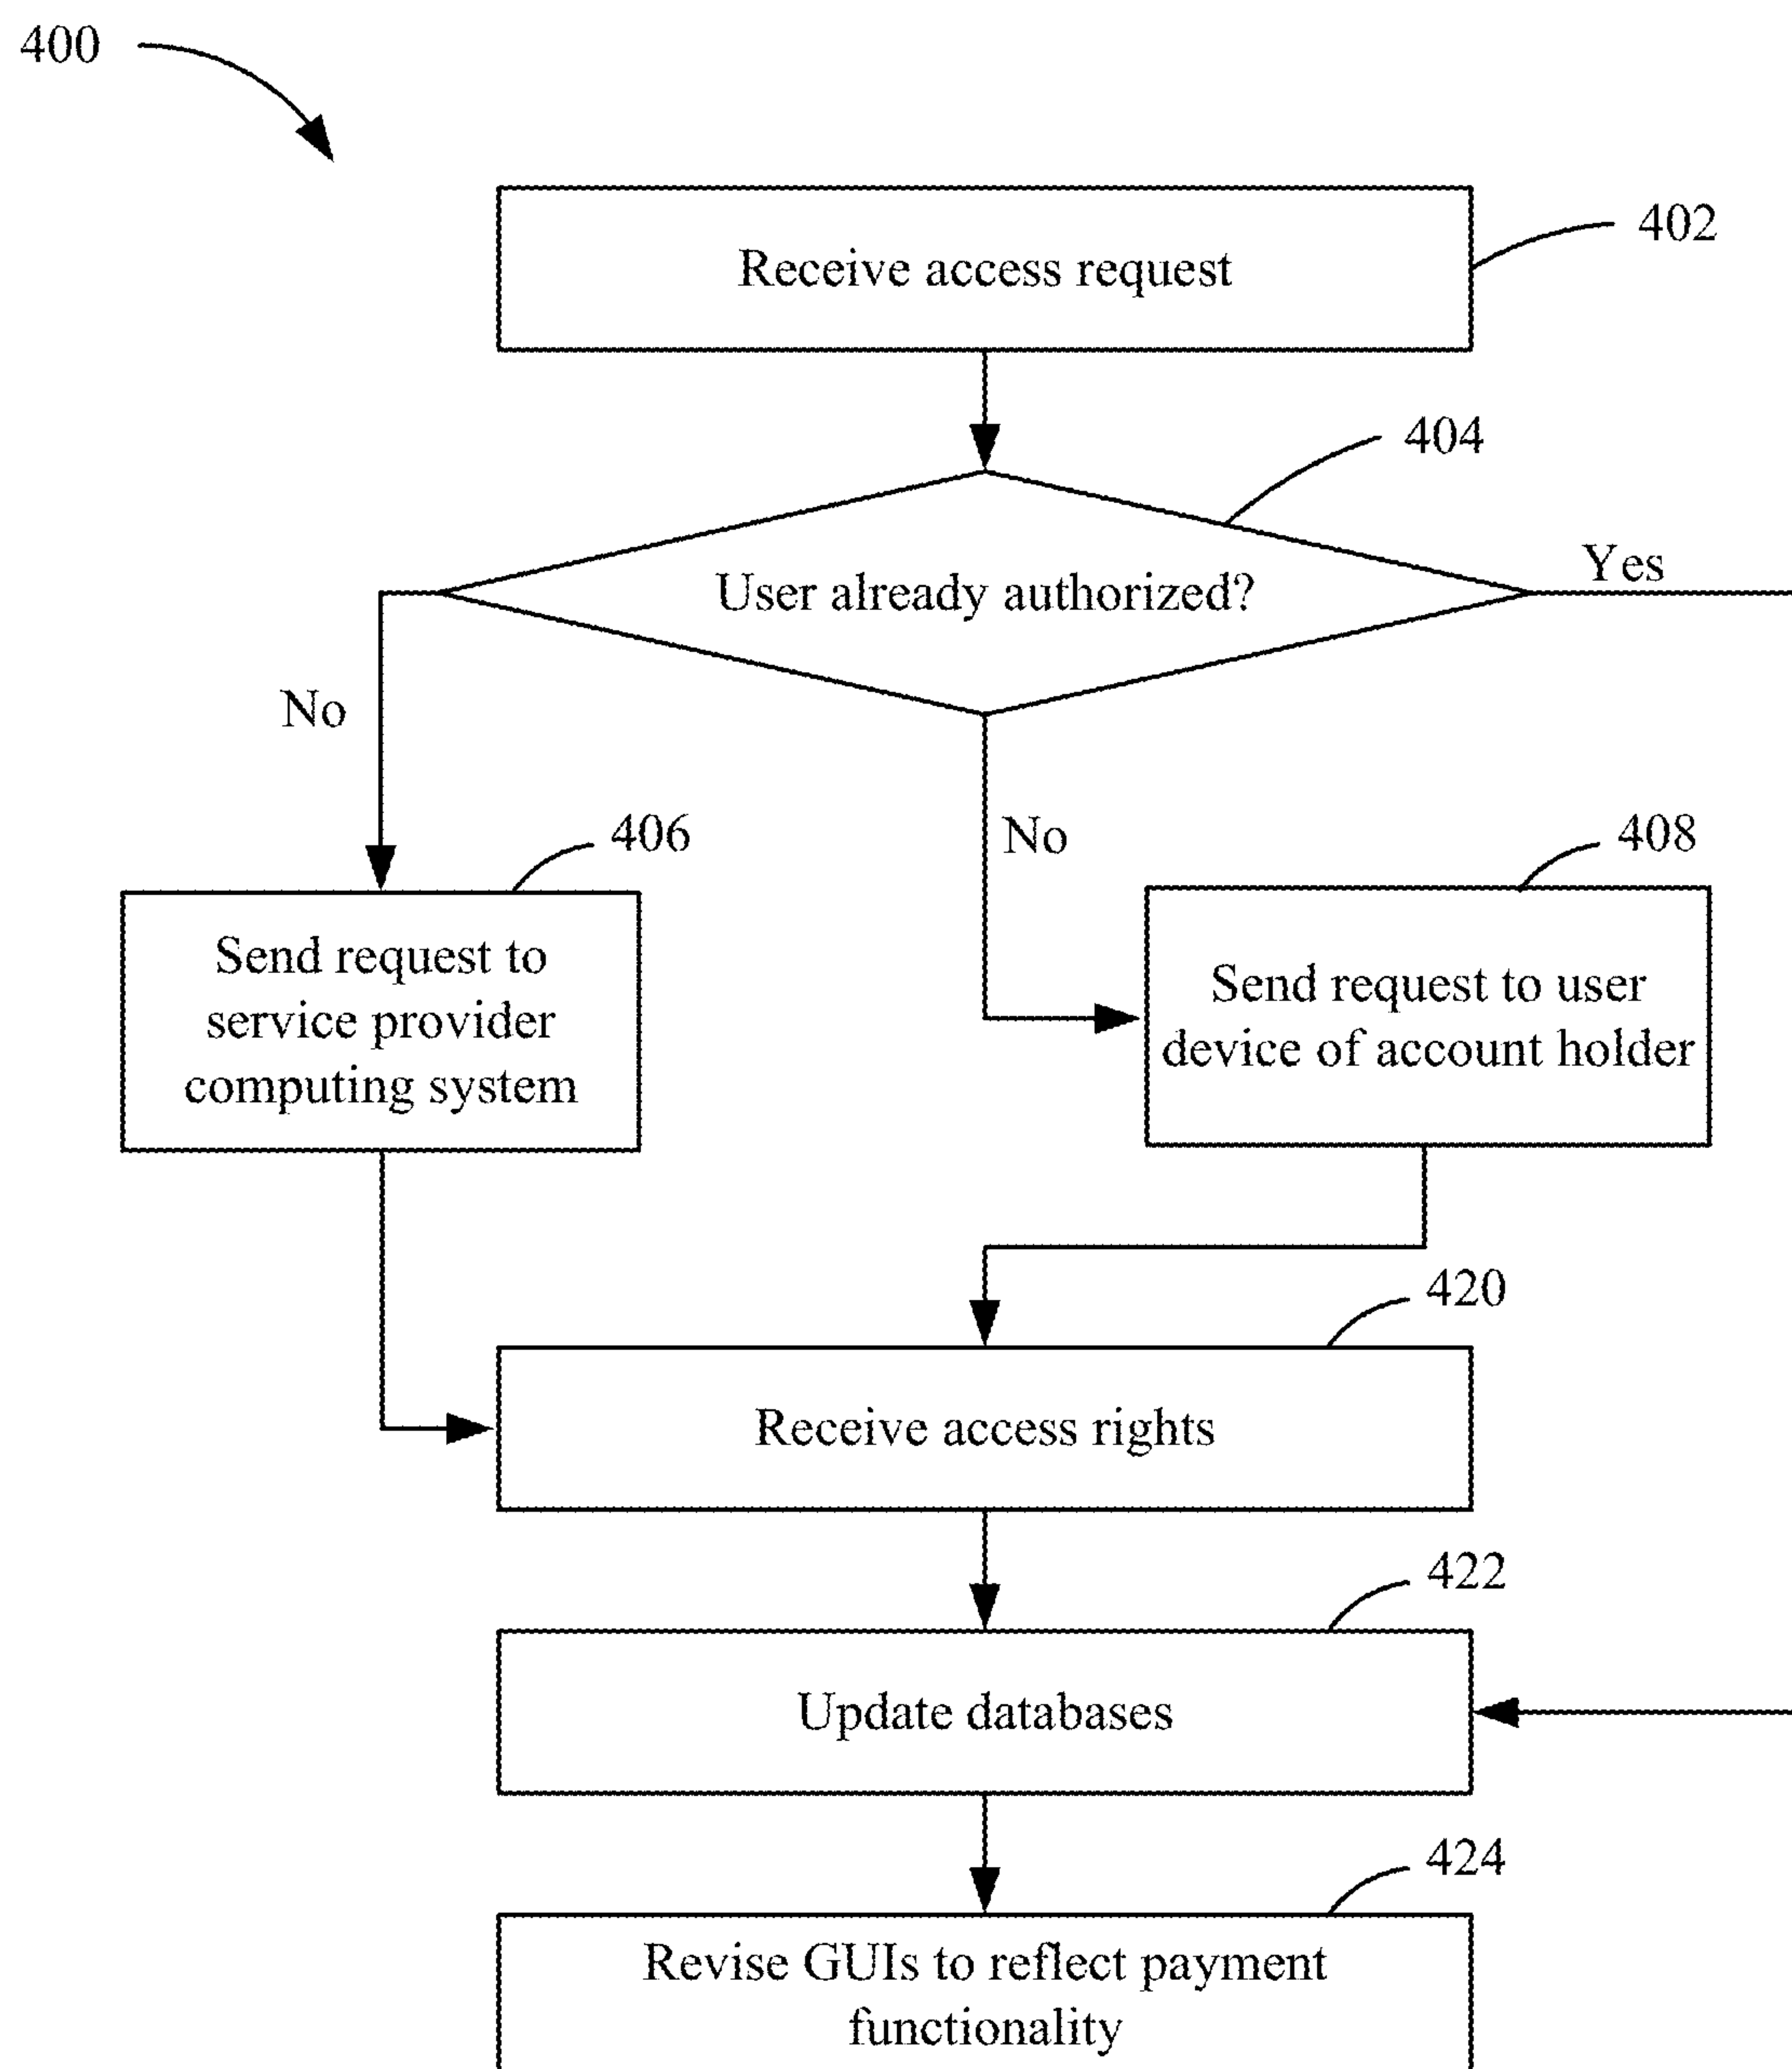 400
402
Receive access request
404
Yes
User already authorized?
No
406
No
408
Send request to
service provider
computing system
Send request to user
device of account holder
420
Receive access rights
422
Update databases
424
Revise GUIs to reflect payment
functionality